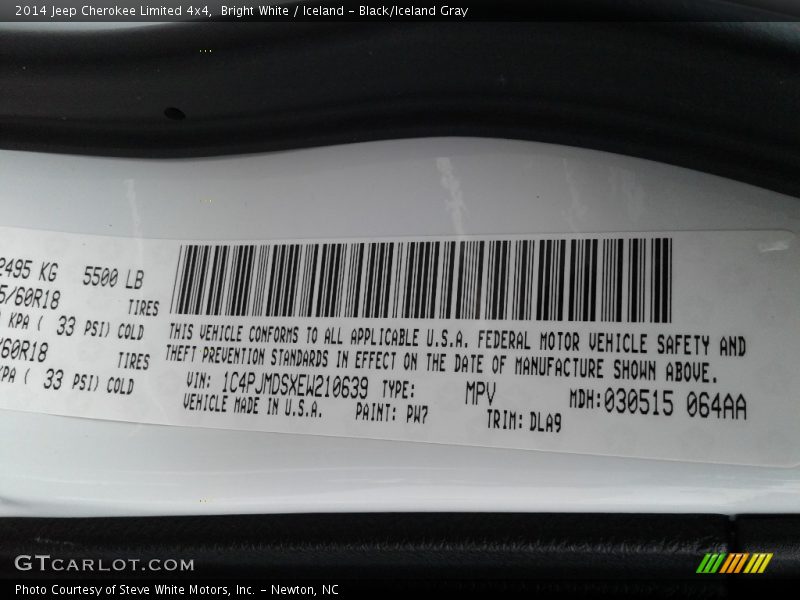 2014 Jeep Cherokee Limited 4x4, Bright White / Iceland - Black/Iceland Gray
2495 KG 5500 LB
5/60R18 TIRES
KPA ( 33 PSI) COLD
/60R18 TIRES
KPA ( 33 PSI) COLD
THIS VEHICLE CONFORMS TO ALL APPLICABLE U.S.A. FEDERAL MOTOR VEHICLE SAFETY AND
THEFT PREVENTION STANDARDS IN EFFECT ON THE DATE OF MANUFACTURE SHOWN ABOVE.
VIN: 1C4PJMDSXEW210639 TYPE: MPV MDH: 030515 064AA
VEHICLE MADE IN U.S.A. PAINT: PW7 TRIM: DLA9
GTCARLOT.COM
Photo Courtesy of Steve White Motors, Inc. - Newton, NC